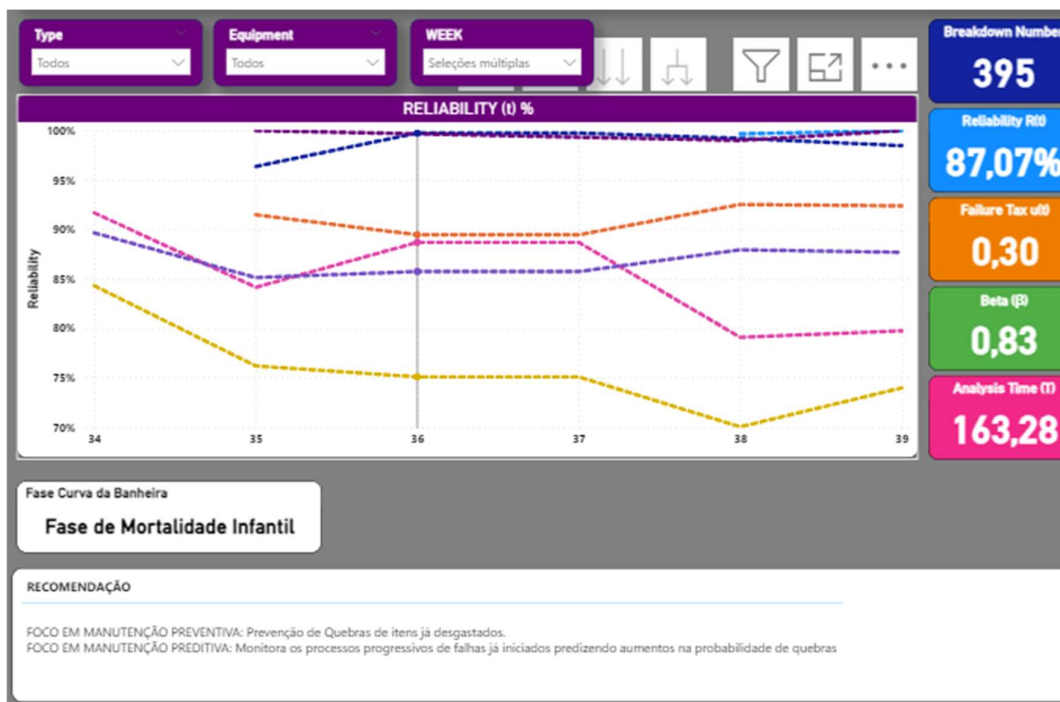 Type
Todos
Equipment
Todos
WEEK
Seleções múltiplas
Breakdown Number
395
Reliability R(t)
87,07%
Failure Tax u(t)
0,30
Beta (β)
0,83
Analysis Time (T)
163,28
RELIABILITY (t) %
Reliability
100%
95%
90%
85%
80%
75%
70%
34 35 36 37 38 39
Fase Curva da Banheira
Fase de Mortalidade Infantil
RECOMENDAÇÃO
FOCO EM MANUTENÇÃO PREVENTIVA: Prevenção de Quebras de itens já desgastados.
FOCO EM MANUTENÇÃO PREDITIVA: Monitora os processos progressivos de falhas já iniciados predizendo aumentos na probabilidade de quebras